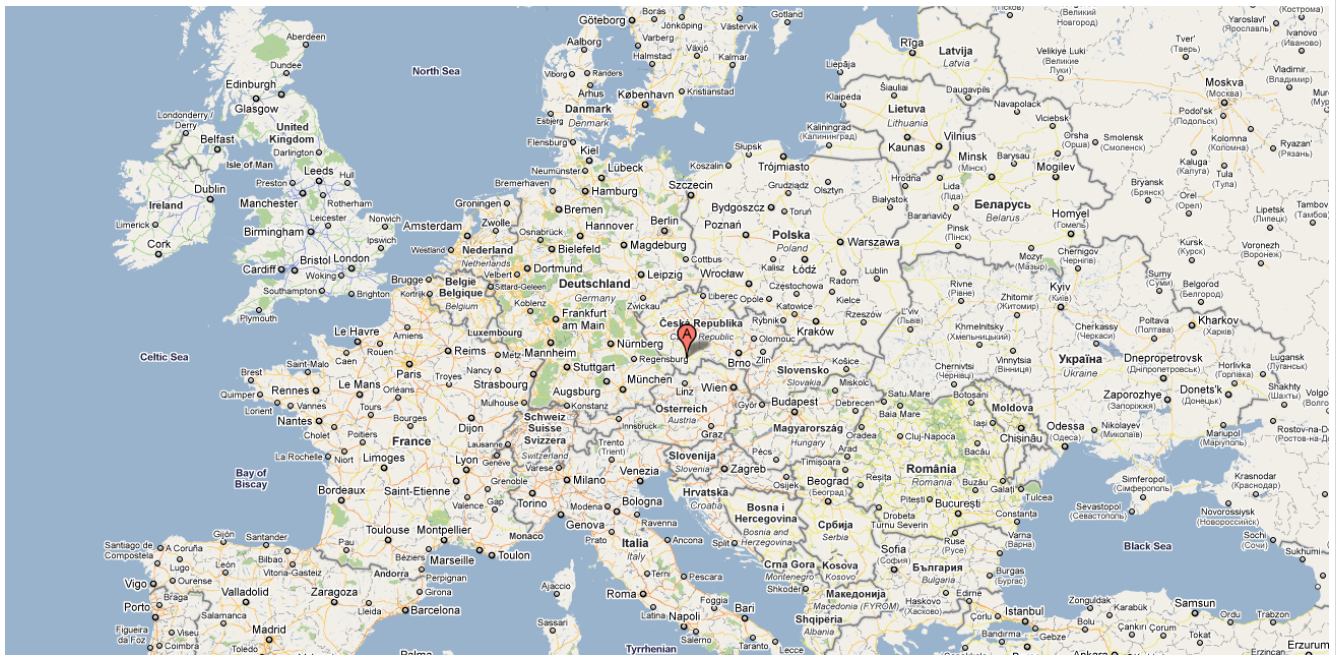 Göteborg
Borås
Jönköping
Gotland
Västervik
Aberdeen
Aalborg
Varberg
Växjö
Halmstad
Kalmar
Rīga
Latvija
Latvia
Liepāja
(Псков)
Великий
Новгород)
Velikiye Luki
(Великие
Луки)
(Кострома)
Yaroslavl'
(Ярославль)
Ivanovo
(Иваново)
Tver'
(Тверь)
Vladimir
(Владимир)
Moskva
(Москва)
Dundee
Edinburgh
Glasgow
North Sea
Viborg
Randers
Arhus
København
Kristianstad
Danmark
Denmark
Esbjerg
Flensburg
Šiauliai
Daugavpils
Klaipėda
Lietuva
Lithuania
Navapolack
Viciebsk
Podol'sk
(Подольск)
Kolomna
(Коломна)
Ryazan'
(Рязань)
Londonderry /
Derry
United
Kingdom
Belfast
Darlington
Isle of Man
Kaliningrad
(Калининград)
Kaunas
Vilnius
Minsk
(Мінск)
Barysau
Orsha
(Орша)
Smolensk
(Смоленск)
Mogilev
Kaluga
(Калуга)
Tula
(Тула)
Kiel
Neumünster
Lübeck
Słupsk
Koszalin
Trójmiasto
Dublin
Ireland
Preston
Leeds
Hull
Manchester
Rotherham
Bremerhaven
Hamburg
Szczecin
Grudziądz
Olsztyn
Hrodna
Lida
(Ліда)
Bryansk
(Брянск)
Orel
(Орел)
Lipetsk
(Липецк)
Tambov
Limerick
Cork
Leicester
Norwich
Birmingham
Ipswich
Groningen
Bremen
Amsterdam
Zwolle
Osnabrück
Hannover
Berlin
Bydgoszcz
Toruń
Poznań
Białystok
Baranavičy
Беларусь
Belarus
Homyel
(Гомель)
Kursk
(Курск)
Voronezh
(Воронеж)
Westland
Nederland
Netherlands
Bielefeld
Magdeburg
Polska
Poland
Warszawa
Pinsk
(Пінск)
Mozyr
(Мазыр)
Chernigov
(Чернігів)
Cardiff
Bristol
London
Woking
Southampton
Brighton
Plymouth
Brugge
Kortrijk
België
Belgique
Belgium
Velbert
Sittard-Geleen
Dortmund
Leipzig
Cottbus
Kalisz
Łódź
Wrocław
Lublin
Radom
Deutschland
Germany
Koblenz
Zwickau
Liberec
Opole
Częstochowa
Katowice
Kielce
Rzeszów
Rivne
(Рівне)
Zhitomir
(Житомир)
Kyiv
(Київ)
Sumy
(Суми)
Belgorod
(Белгород)
L'viv
(Львів)
Khmelnitsky
(Хмельницький)
Cherkassy
(Черкаси)
Poltava
(Полтава)
Kharkov
(Харків)
Le Havre
Amiens
Rouen
Luxembourg
Frankfurt
am Main
Česká Republika
A
Rybnik
Kraków
Olomouc
Celtic Sea
Saint-Malo
Caen
Reims
Metz
Mannheim
Nürnberg
Regensburg
Brno
Zlín
Slovensko
Slovakia
Košice
Vinnytsia
(Вінниця)
Chernivtsi
(Чернівці)
Україна
Ukraine
Dnepropetrovsk
(Дніпропетровськ)
Horlivka
(Горлівка)
Lugansk
(Луганськ)
Brest
Quimper
Rennes
Paris
Troyes
Nancy
Strasbourg
Stuttgart
Augsburg
München
Linz
Wien
Miskolc
Zaporozhye
(Запоріжжя)
Donets'k
(Донецьк)
Shakhty
(Шахты)
Lorient
Vannes
Le Mans
Orléans
Mulhouse
Konstanz
Győr
Budapest
Debrecen
Satu Mare
Baia Mare
Botoșani
Moldova
Nantes
Tours
Cholet
Bourges
Dijon
Schweiz
Suisse
Svizzera
Switzerland
Innsbruck
Österreich
Austria
Magyarország
Hungary
Oradea
Iași
Chișinău
Odessa
(Одеса)
Nikolayev
(Миколаїв)
Mariupol
(Маріуполь)
Poitiers
France
Lausanne
Graz
Cluj-Napoca
Bacău
La Rochelle
Niort
Limoges
Genève
Trento
(Trient)
Slovenija
Slovenia
Pécs
Arad
Timișoara
România
Romania
Bay of
Biscay
Lyon
Grenoble
Varese
Milano
Venezia
Zagreb
Osijek
Beograd
(Београд)
Reșița
Buzău
Galați
Tulcea
Simferopol
(Сімферополь)
Krasnodar
(Краснодар)
Bordeaux
Saint-Etienne
Valence
Gap
Torino
Modena
Bologna
Hrvatska
Croatia
Bosna i
Hercegovina
Bosnia and
Herzegovina
Pitești
București
Constanța
Sevastopol
(Севастополь)
Novorossiysk
(Новороссийск)
Toulouse
Montpellier
Genova
Ravenna
Србија
Serbia
Drobeta
Turnu Severin
Ruse
(Русе)
Varna
(Варна)
Black Sea
Soch
(Сочи)
Sukhumi
Santiago de
Compostela
A Coruña
Gijón
Santander
Pau
Béziers
Marseille
Toulon
Monaco
Prato
Italia
Italy
Ancona
Split
Sofia
(София)
Lugo
León
Bilbao
Vitoria-Gasteiz
Andorra
Perpignan
Terni
Pescara
Crna Gora
Montenegro
Kosova
Kosovo
България
Bulgaria
Burgas
(Бургас)
Vigo
Ourense
Valladolid
Zaragoza
Lleida
Girona
Barcelona
Ajaccio
Roma
Latina
Foggia
Bari
Shkodër
Македонија
Macedonia (FYROM)
Haskovo
(Хасково)
Edirne
Zonguldak
Karabük
Samsun
Ordu
Trabzon
Braga
Porto
Salamanca
Sassari
Napoli
Salerno
Taranto
Lecce
Shqipëria
Albania
Çorlu
Istanbul
Bandırma
Gebze
Bolu
Çankırı
Çorum
Tokat
Figueira
da Foz
Viseu
Coimbra
Madrid
Toledo
Tyrrhenian
Erzincan
Erzurum